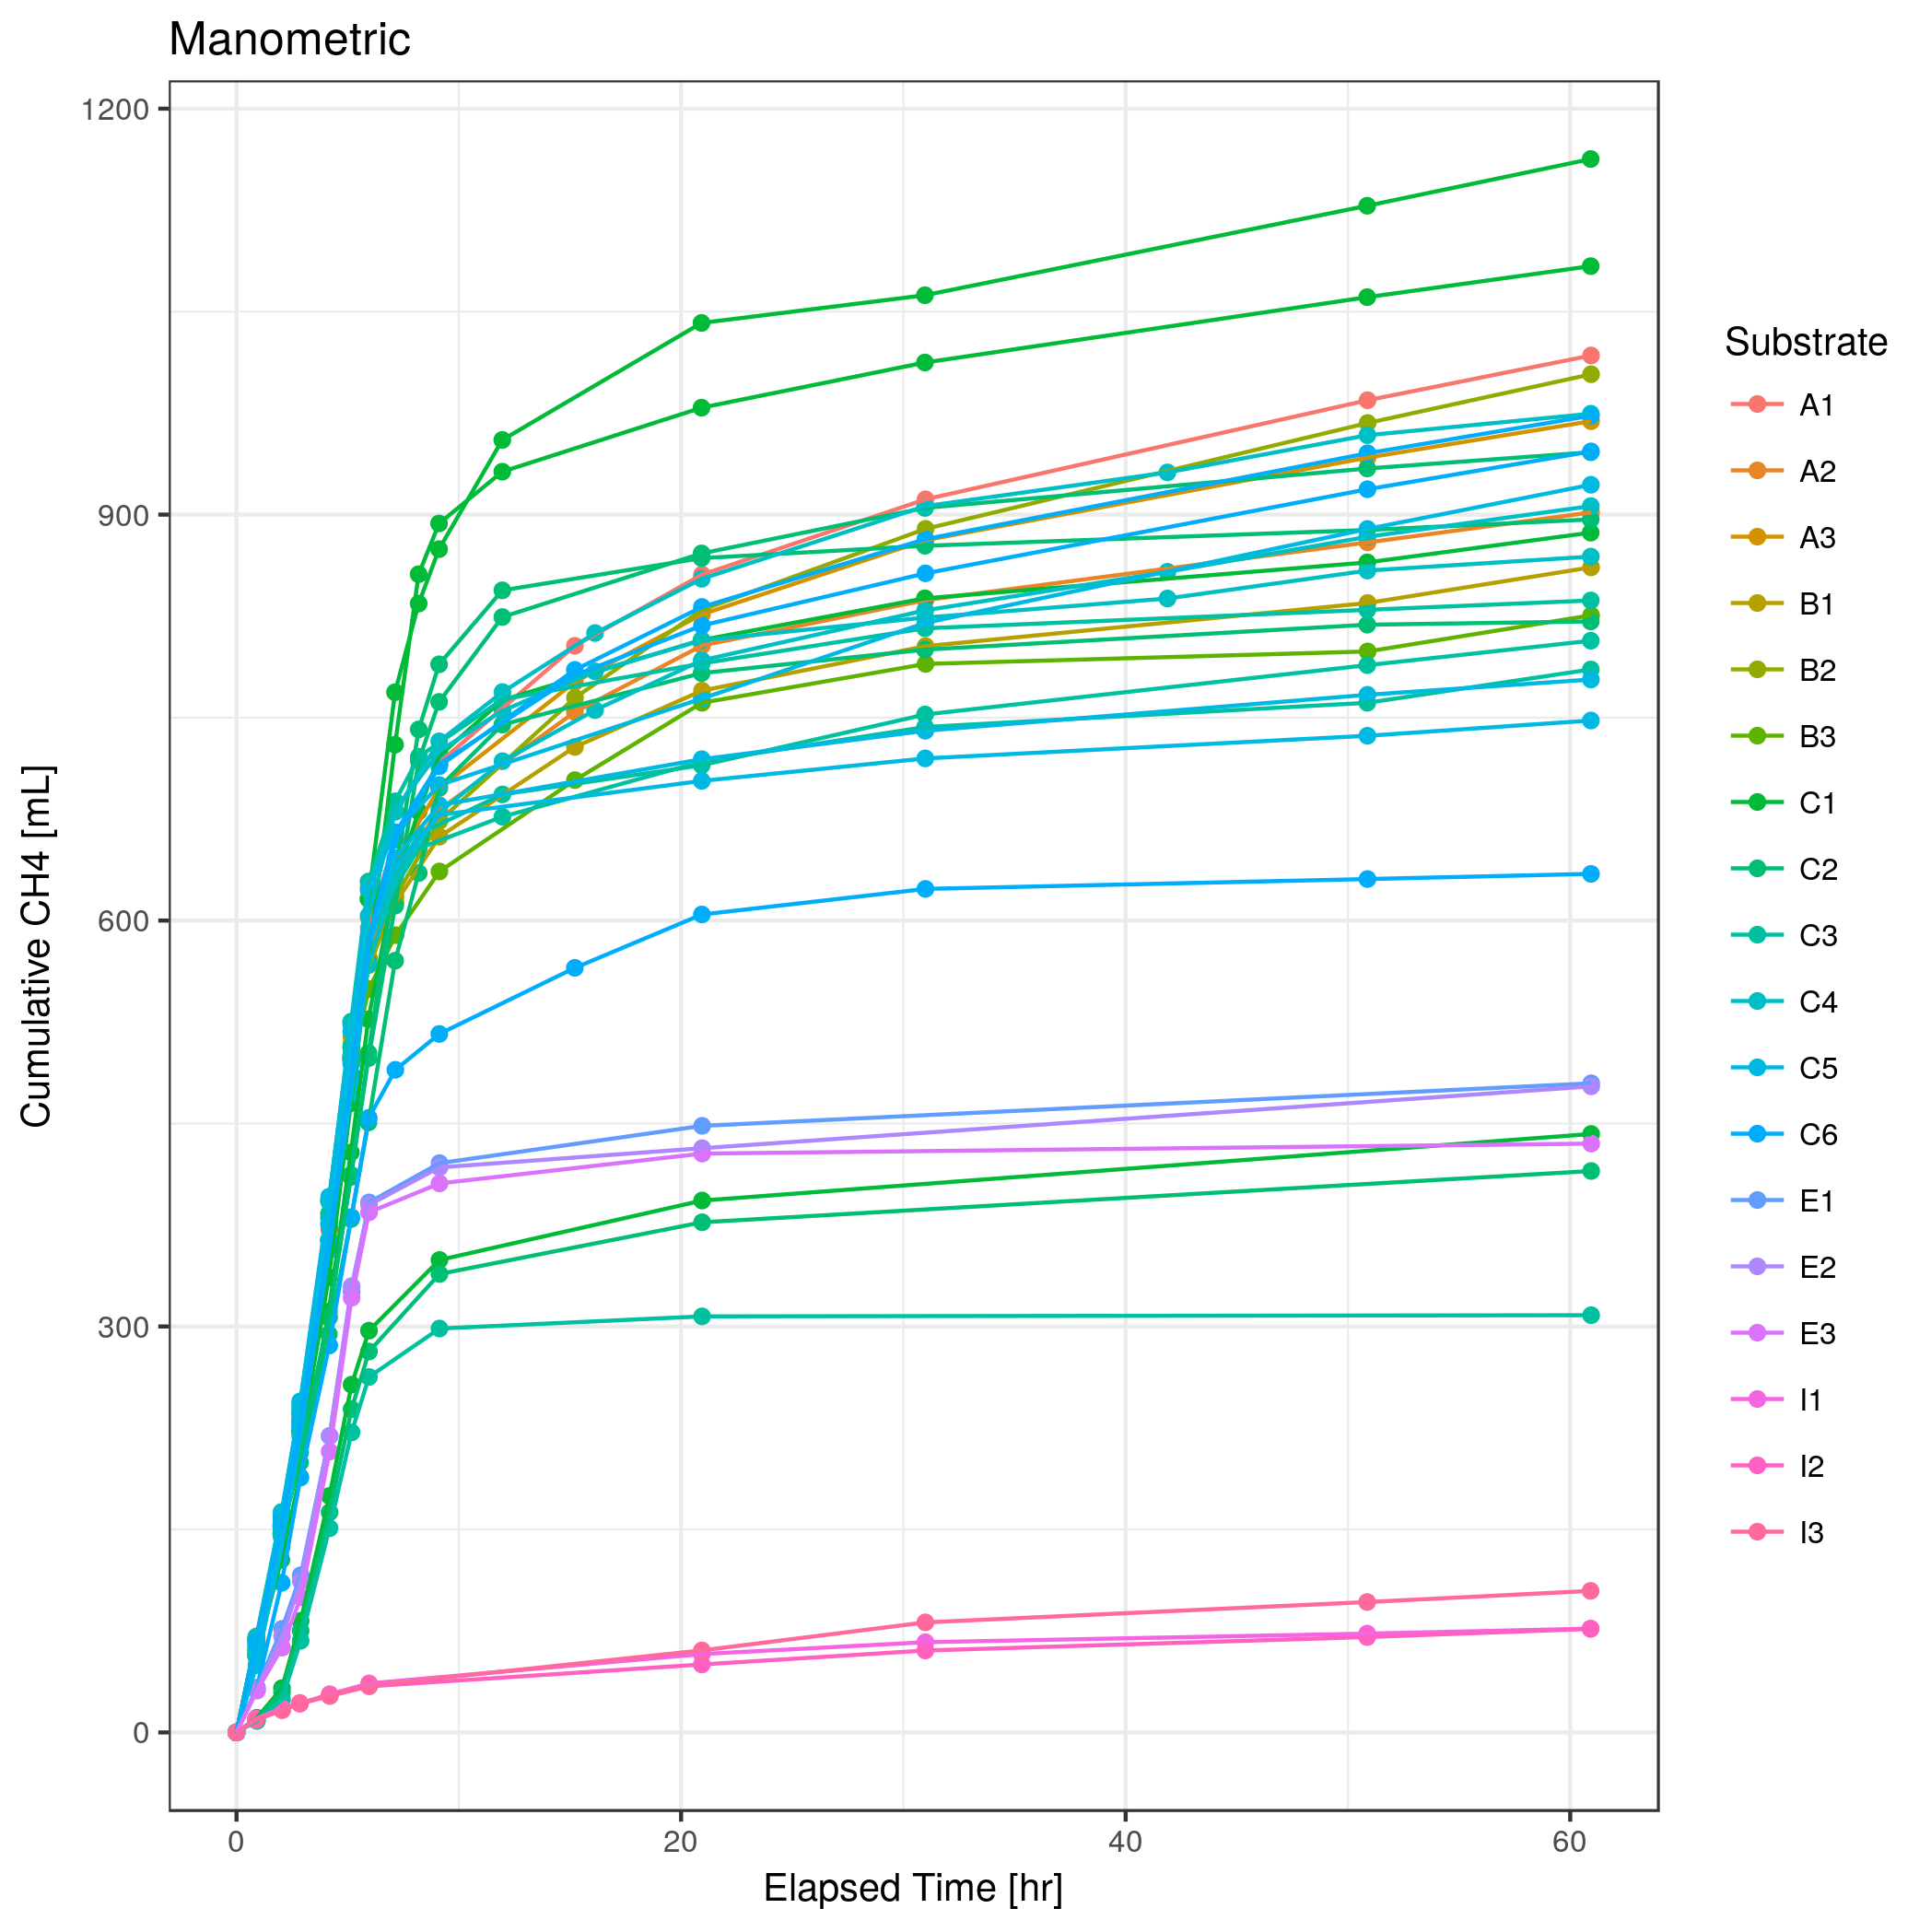 Manometric
1200
900
600
300
0
Cumulative CH4 [mL]
0 20 40 60
Elapsed Time [hr]
Substrate
A1
A2
A3
B1
B2
B3
C1
C2
C3
C4
C5
C6
E1
E2
E3
I1
I2
I3